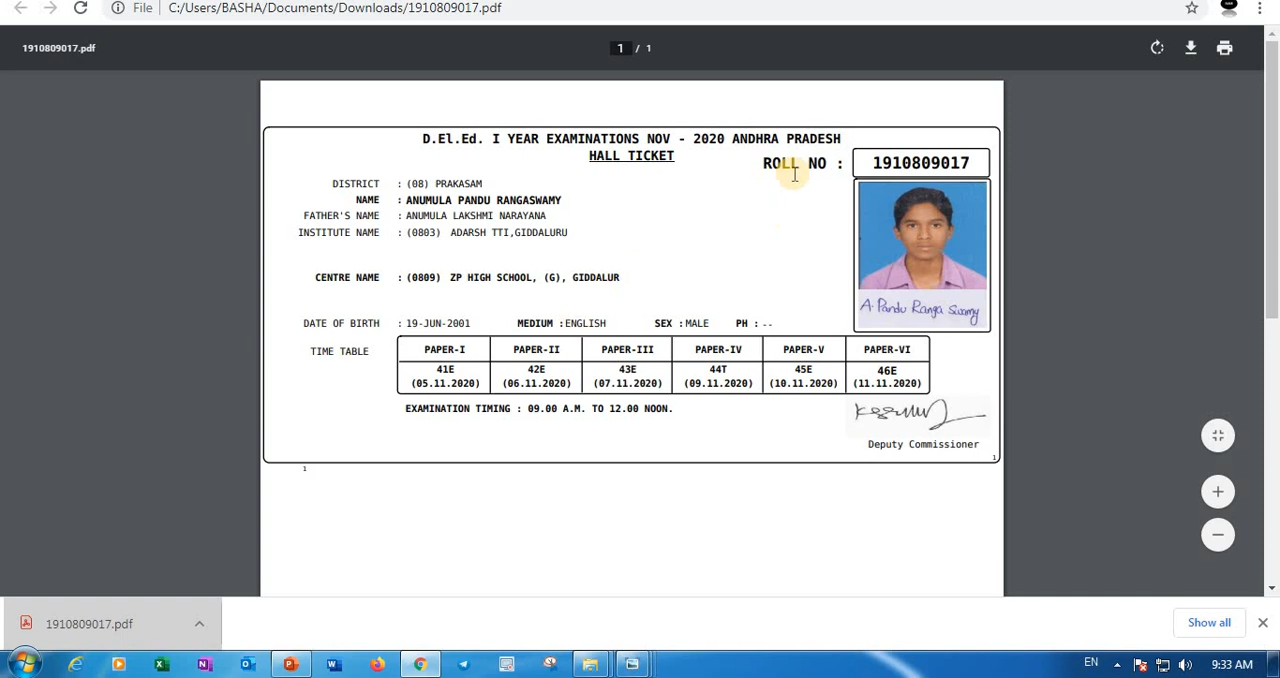 File C:/Users/BASHA/Documents/Downloads/1910809017.pdf
1910809017.pdf
1 / 1
D.El.Ed. I YEAR EXAMINATIONS NOV - 2020 ANDHRA PRADESH
HALL TICKET
ROLL NO : 1910809017
DISTRICT : (08) PRAKASAM
NAME : ANUMULA PANDU RANGASWAMY
FATHER'S NAME : ANUMULA LAKSHMI NARAYANA
INSTITUTE NAME : (0803) ADARSH TTI,GIDDALURU
CENTRE NAME : (0809) ZP HIGH SCHOOL, (G), GIDDALUR
A. Pandu Ranga Swamy
DATE OF BIRTH : 19-JUN-2001 MEDIUM :ENGLISH SEX :MALE PH :--
TIME TABLE
PAPER-I PAPER-II PAPER-III PAPER-IV PAPER-V PAPER-VI
41E 42E 43E 44T 45E 46E
(05.11.2020) (06.11.2020) (07.11.2020) (09.11.2020) (10.11.2020) (11.11.2020)
EXAMINATION TIMING : 09.00 A.M. TO 12.00 NOON.
Deputy Commissioner
1
1
1910809017.pdf
Show all
EN
9:33 AM